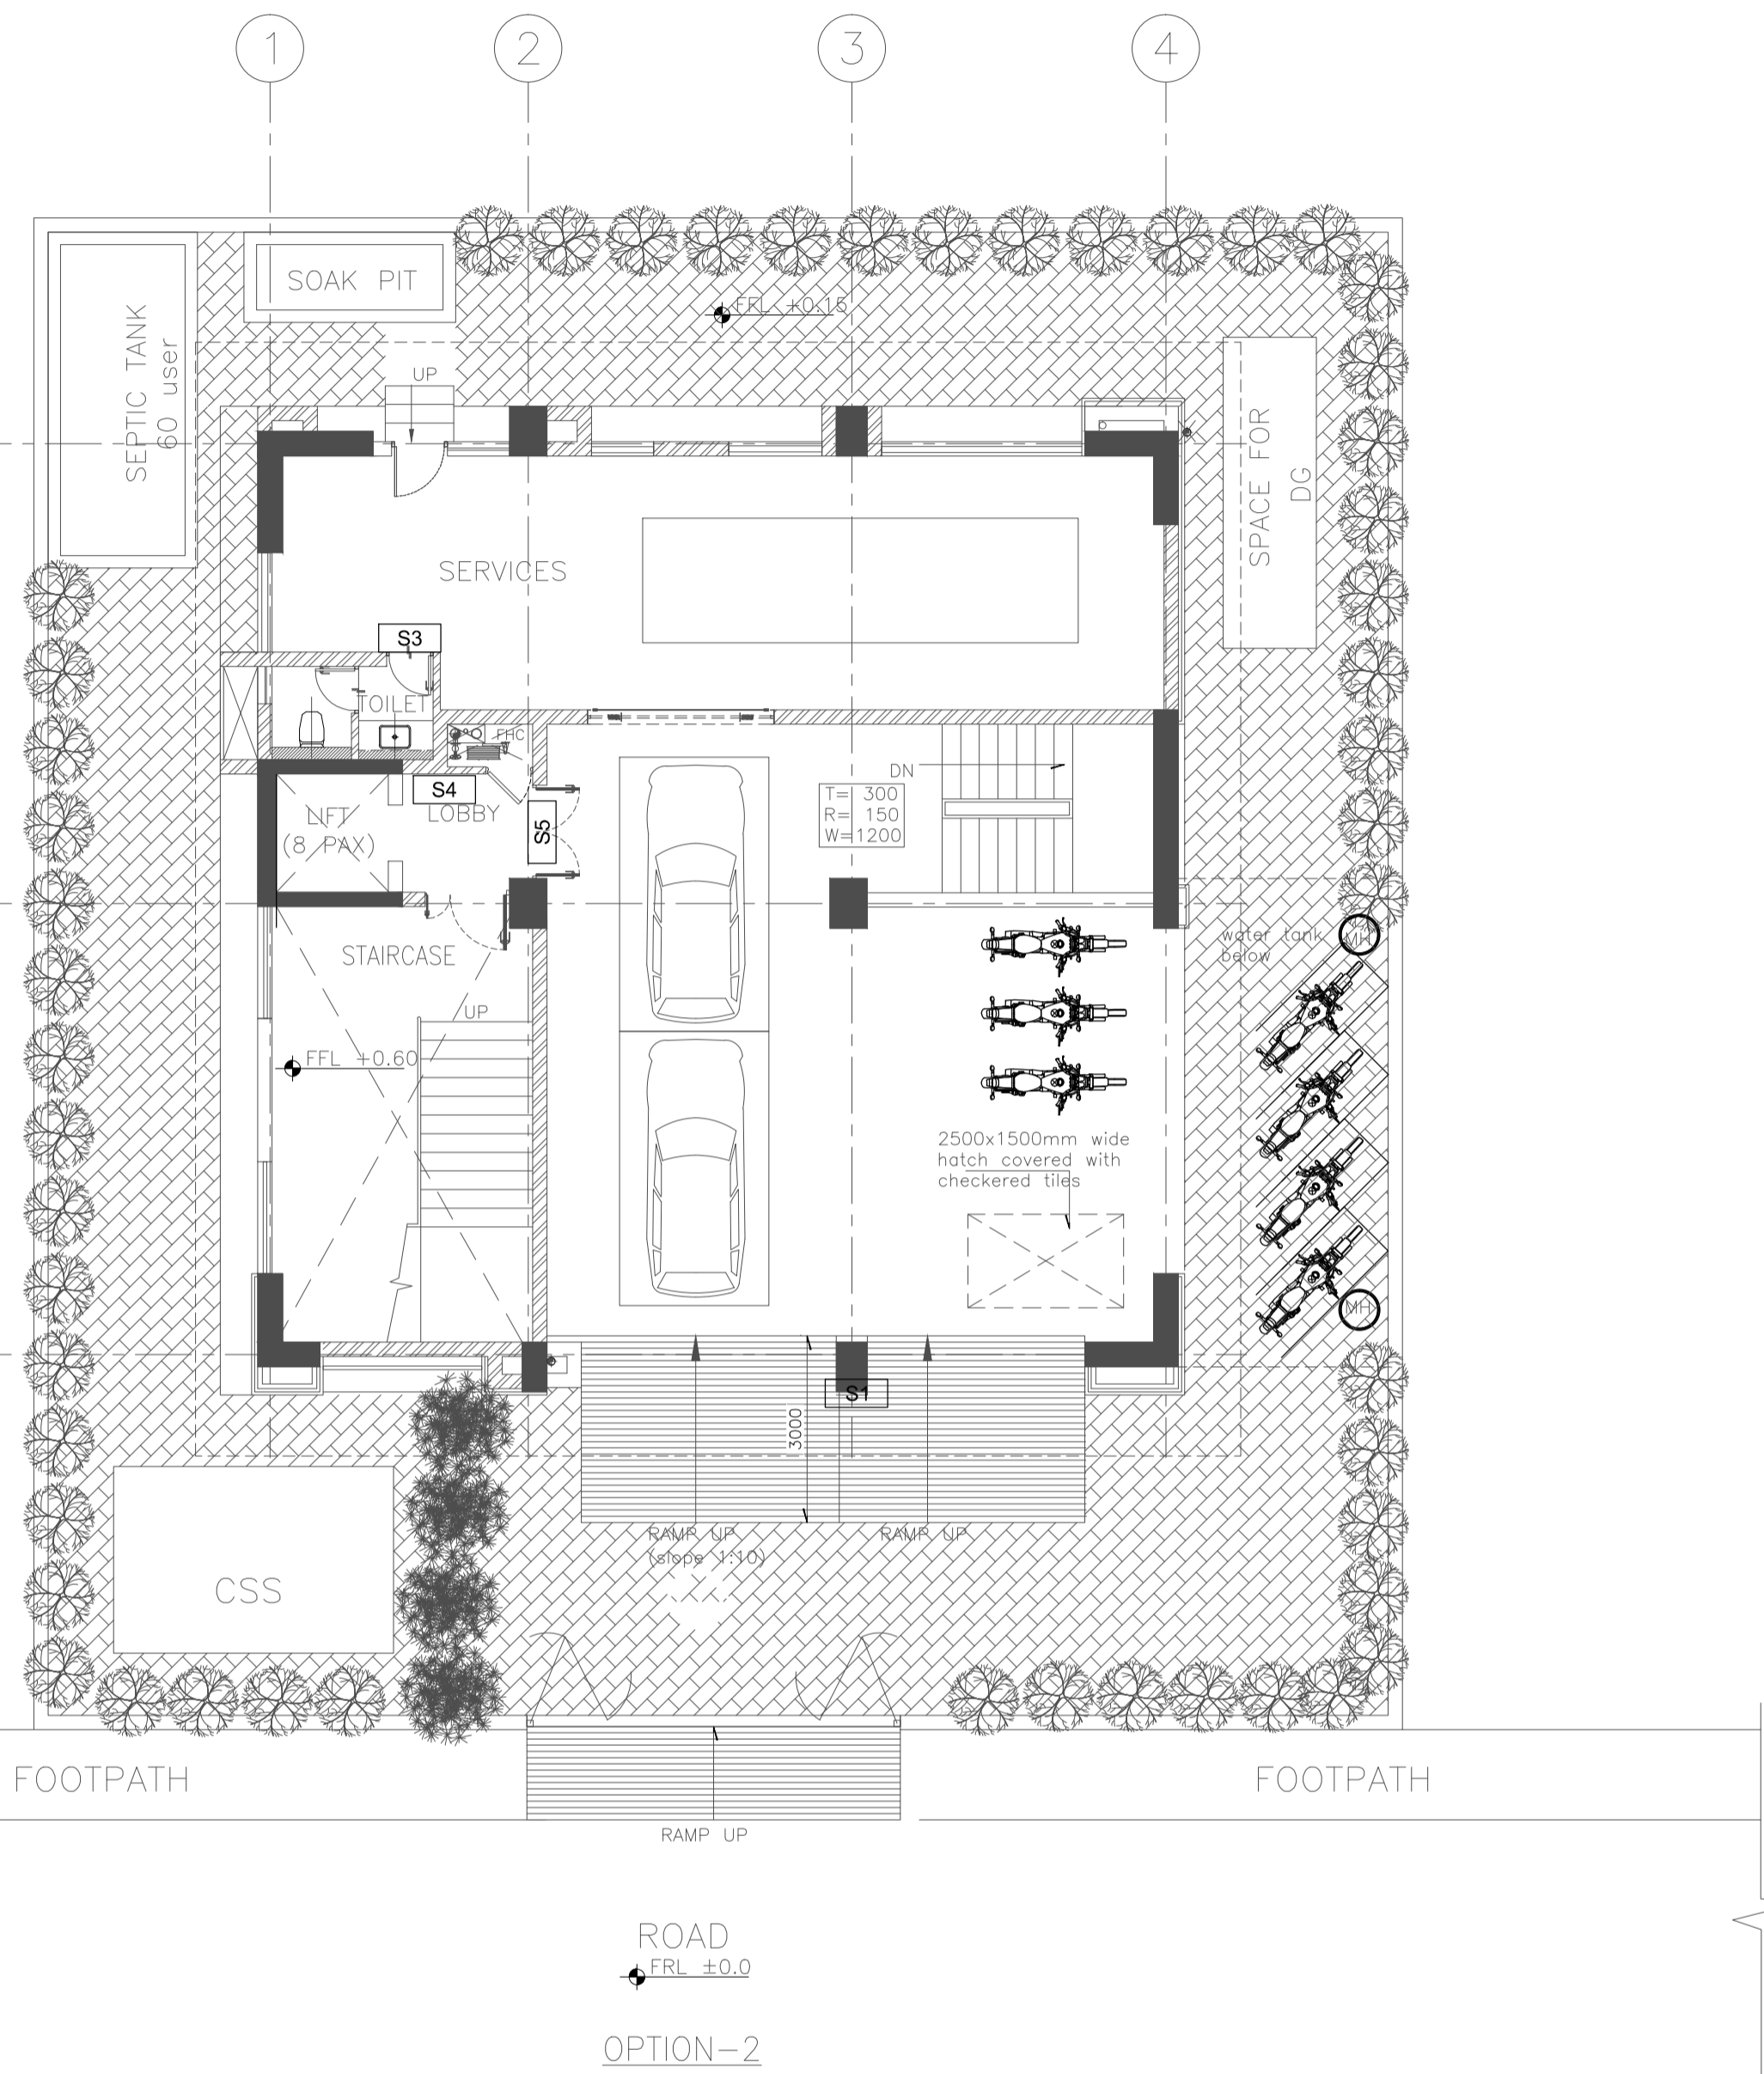 1
2
3
4
SOAK PIT
SEPTIC TANK
60 user
FFL +0.15
UP
SPACE FOR
DG
SERVICES
S3
TOILET
FHC
S4
LOBBY
S5
LIFT
(8 PAX)
DN
T= 300
R= 150
W=1200
STAIRCASE
UP
FFL +0.60
water tank
below
MH
2500x1500mm wide
hatch covered with
checkered tiles
MH
S1
3000
RAMP UP
(slope 1:10)
RAMP UP
CSS
FOOTPATH
FOOTPATH
RAMP UP
ROAD
FRL ±0.0
OPTION-2